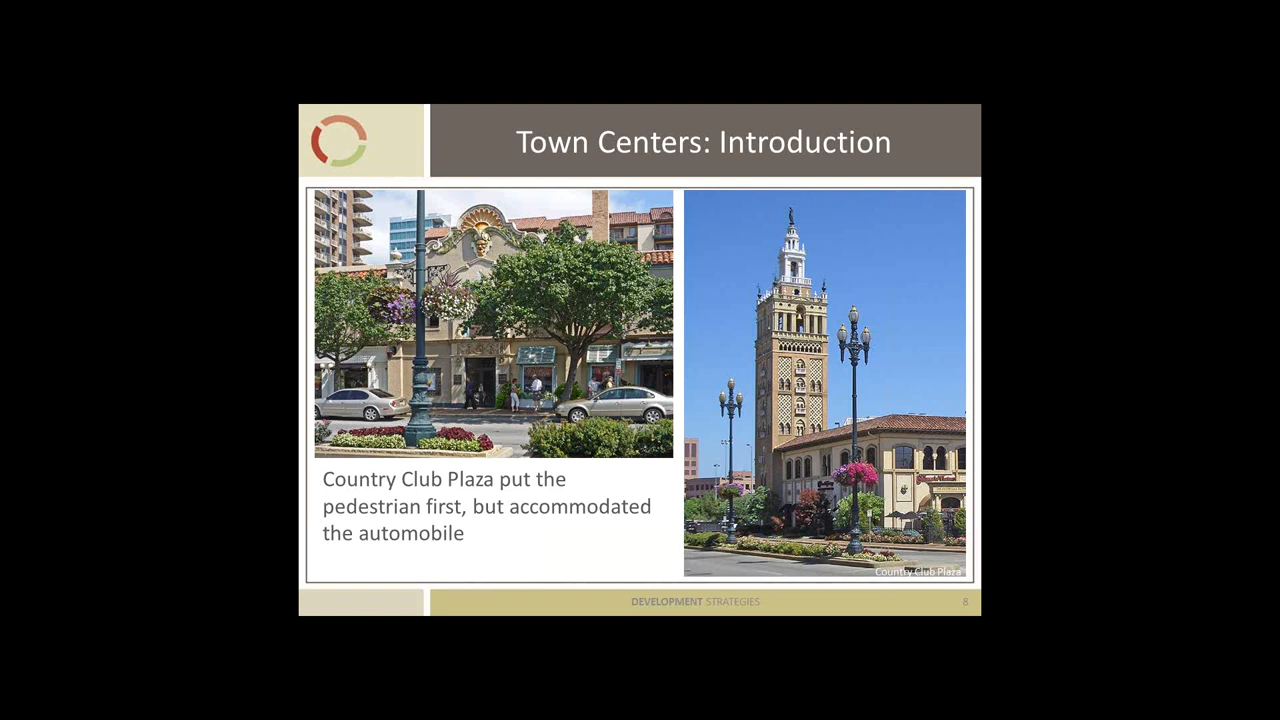 Town Centers: Introduction
Country Club Plaza put the
pedestrian first, but accommodated
the automobile
Country Club Plaza
DEVELOPMENT STRATEGIES
8